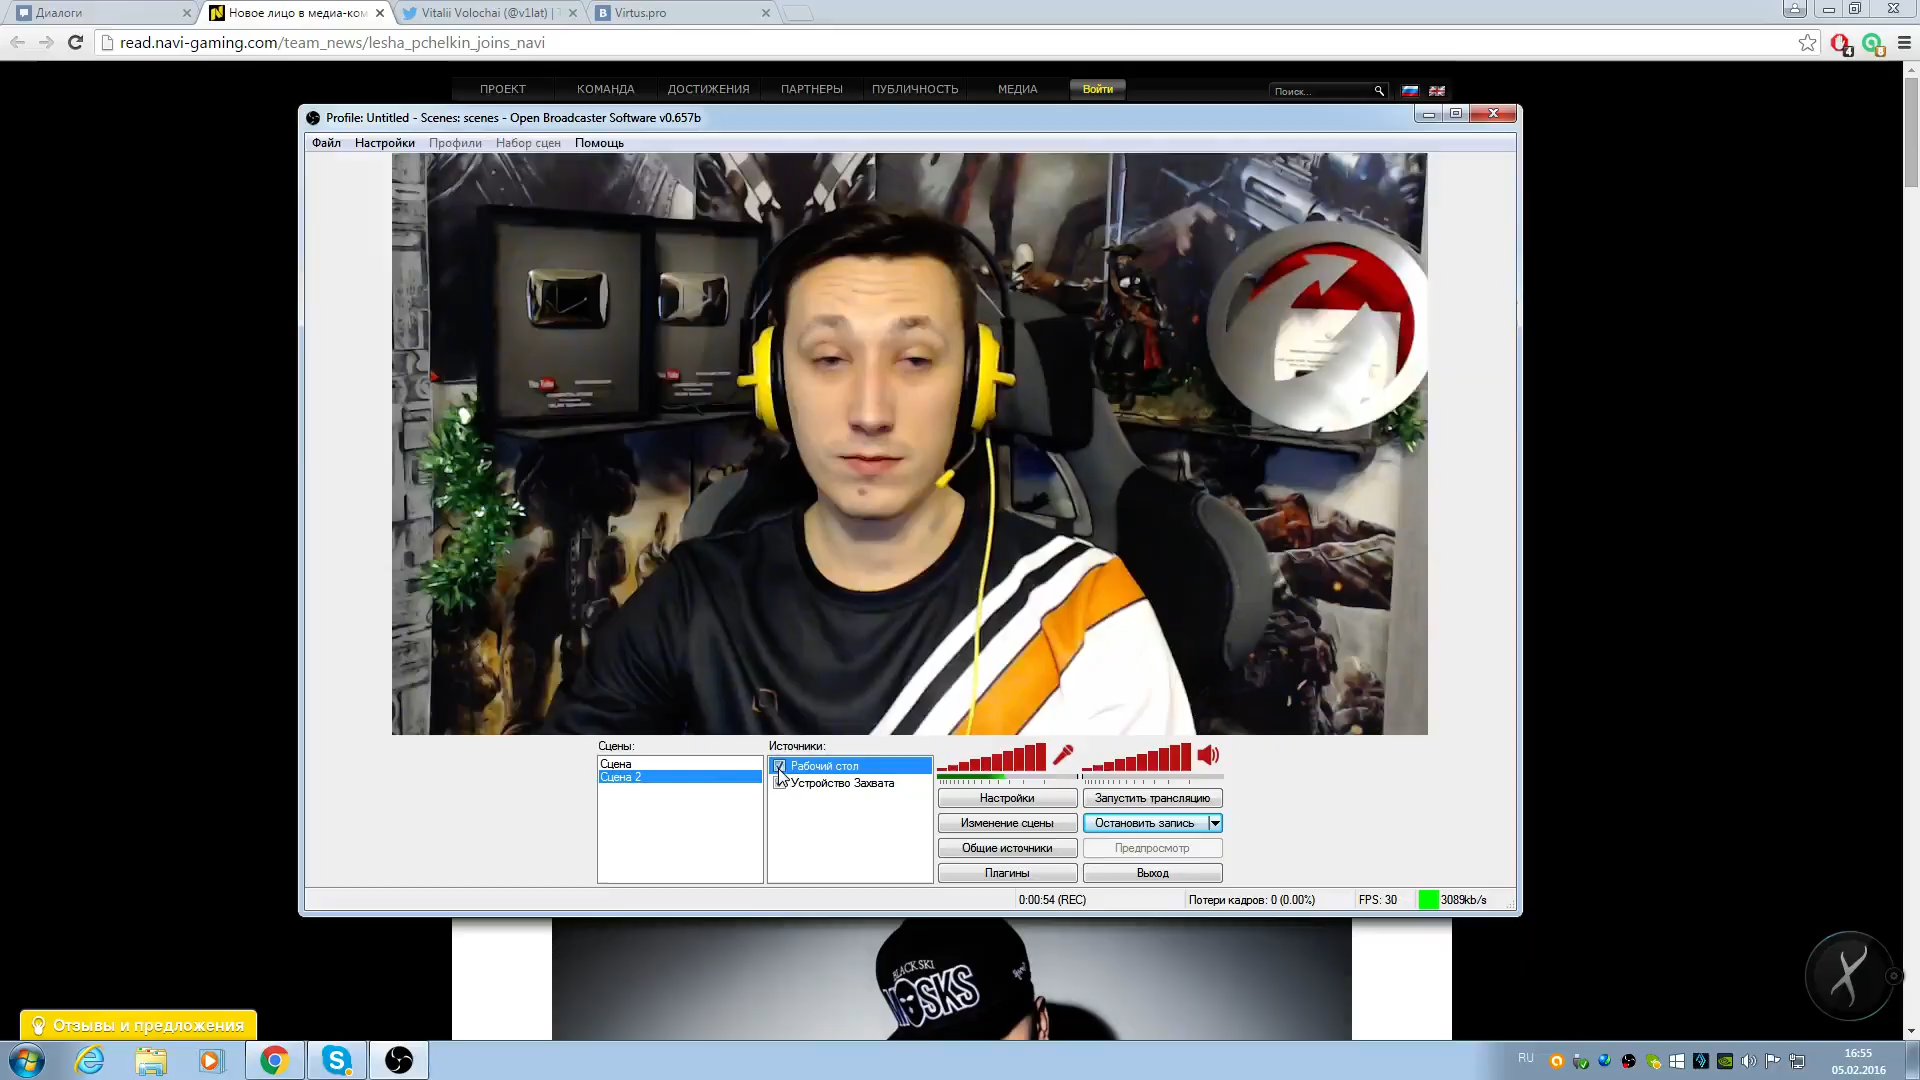 Диалоги
Новое лицо в медиа-ком
Vitalii Volochai (@v1lat) |
Virtus.pro
read.navi-gaming.com/team_news/lesha_pchelkin_joins_navi
ПРОЕКТ КОМАНДА ДОСТИЖЕНИЯ ПАРТНЕРЫ ПУБЛИЧНОСТЬ МЕДИА Войти Поиск...
Profile: Untitled - Scenes: scenes - Open Broadcaster Software v0.657b
Файл Настройки Профили Набор сцен Помощь
Сцены:
Сцена
Сцена 2
Источники:
Рабочий стол
Устройство Захвата
Настройки
Запустить трансляцию
Изменение сцены
Остановить запись
Общие источники
Предпросмотр
Плагины
Выход
0:00:54 (REC)
Потери кадров: 0 (0.00%)
FPS: 30
3089kb/s
BLACK.SKI
MOSKS
Отзывы и предложения
RU
16:55
05.02.2016